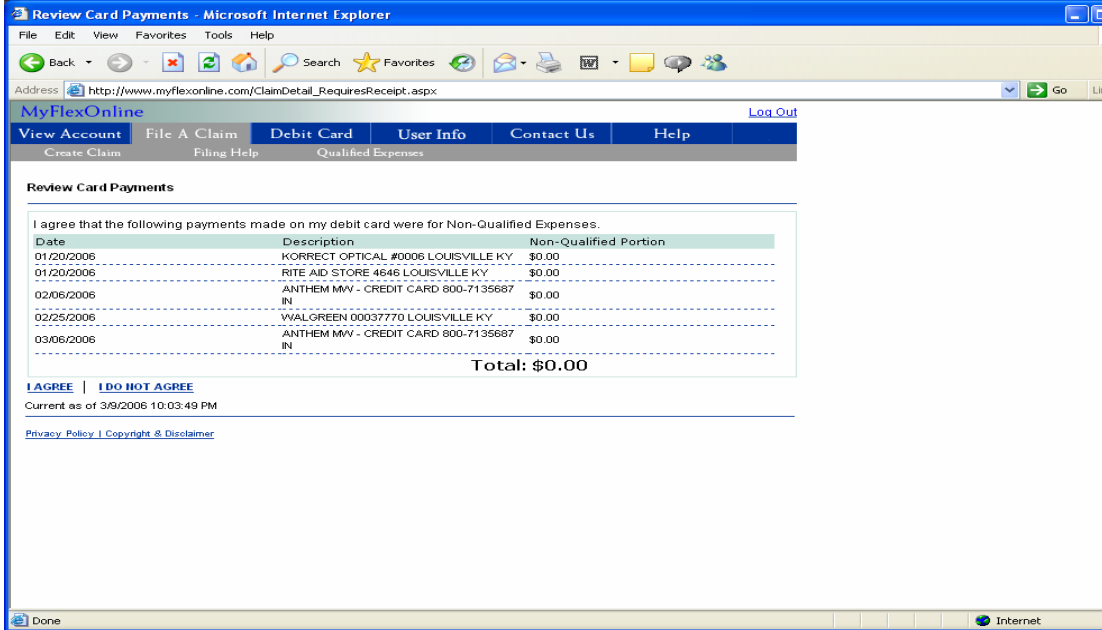 Review Card Payments - Microsoft Internet Explorer
File Edit View Favorites Tools Help
Back Search Favorites
Address http://www.myflexonline.com/ClaimDetail_RequiresReceipt.aspx Go
MyFlexOnline Log Out
View Account File A Claim Debit Card User Info Contact Us Help
Create Claim Filing Help Qualified Expenses
Review Card Payments
I agree that the following payments made on my debit card were for Non-Qualified Expenses.
Date Description Non-Qualified Portion
01/20/2006 KORRECT OPTICAL #0006 LOUISVILLE KY $0.00
01/20/2006 RITE AID STORE 4646 LOUISVILLE KY $0.00
02/06/2006 ANTHEM MW - CREDIT CARD 800-7135687 $0.00
IN
02/25/2006 WALGREEN 00037770 LOUISVILLE KY $0.00
03/06/2006 ANTHEM MW - CREDIT CARD 800-7135687 $0.00
IN
Total: $0.00
I AGREE | I DO NOT AGREE
Current as of 3/9/2006 10:03:49 PM
Privacy Policy | Copyright & Disclaimer
Done Internet